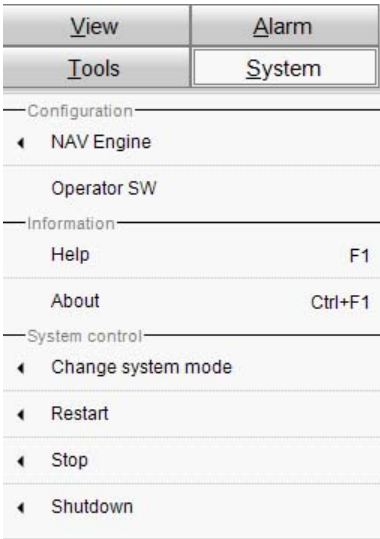 View Alarm
Tools System
Configuration
NAV Engine
Operator SW
Information
Help F1
About Ctrl+F1
System control
Change system mode
Restart
Stop
Shutdown